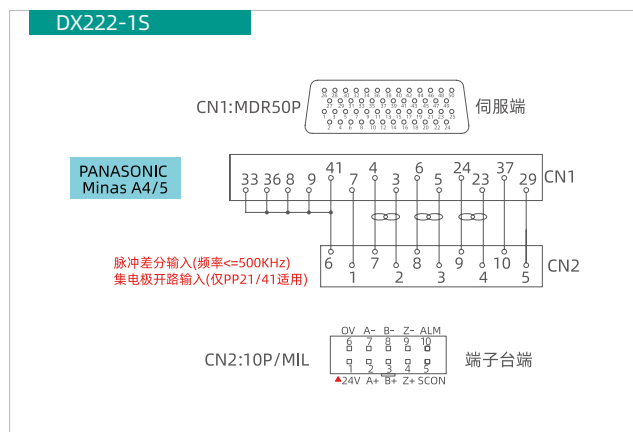 DX222-1S
CN1:MDR50P
伺服端
PANASONIC
Minas A4/5
33 36 8 9 41 7 4 3 6 5 24 23 37 29
CN1
6 1 7 2 8 3 9 4 10 5
CN2
脉冲差分输入(频率<=500KHz)
集电极开路输入(仅PP21/41适用)
CN2:10P/MIL
OV A- B- Z- ALM
6 7 8 9 10
1 2 3 4 5
24V A+ B+ Z+ SCON
端子台端